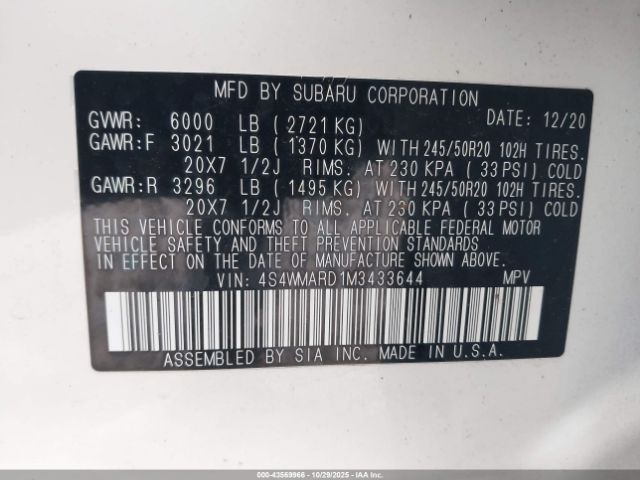 MFD BY SUBARU CORPORATION
GVWR: 6000 LB ( 2721 KG) DATE: 12/20
GAWR: F 3021 LB ( 1370 KG) WITH 245/50R20 102H TIRES.
20X7 1/2J RIMS. AT 230 KPA ( 33 PSI) COLD
GAWR: R 3296 LB ( 1495 KG) WITH 245/50R20 102H TIRES.
20X7 1/2J RIMS. AT 230 KPA ( 33 PSI) COLD
THIS VEHICLE CONFORMS TO ALL APPLICABLE FEDERAL MOTOR
VEHICLE SAFETY AND THEFT PREVENTION STANDARDS
IN EFFECT ON THE DATE OF MANUFACTURE SHOWN ABOVE.
VIN: 4S4WMARD1M3433644 MPV
ASSEMBLED BY SIA INC. MADE IN U.S.A.
000-43569966 - 10/29/2025 - IAAI.COM